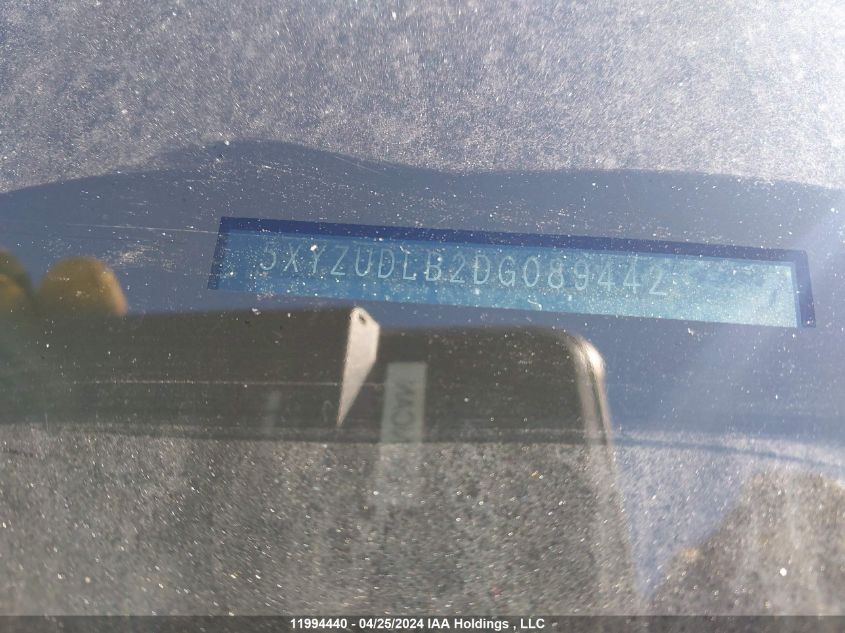 5XYZUDLB2DG089442
11994440 - 04/25/2024 IAA Holdings , LLC